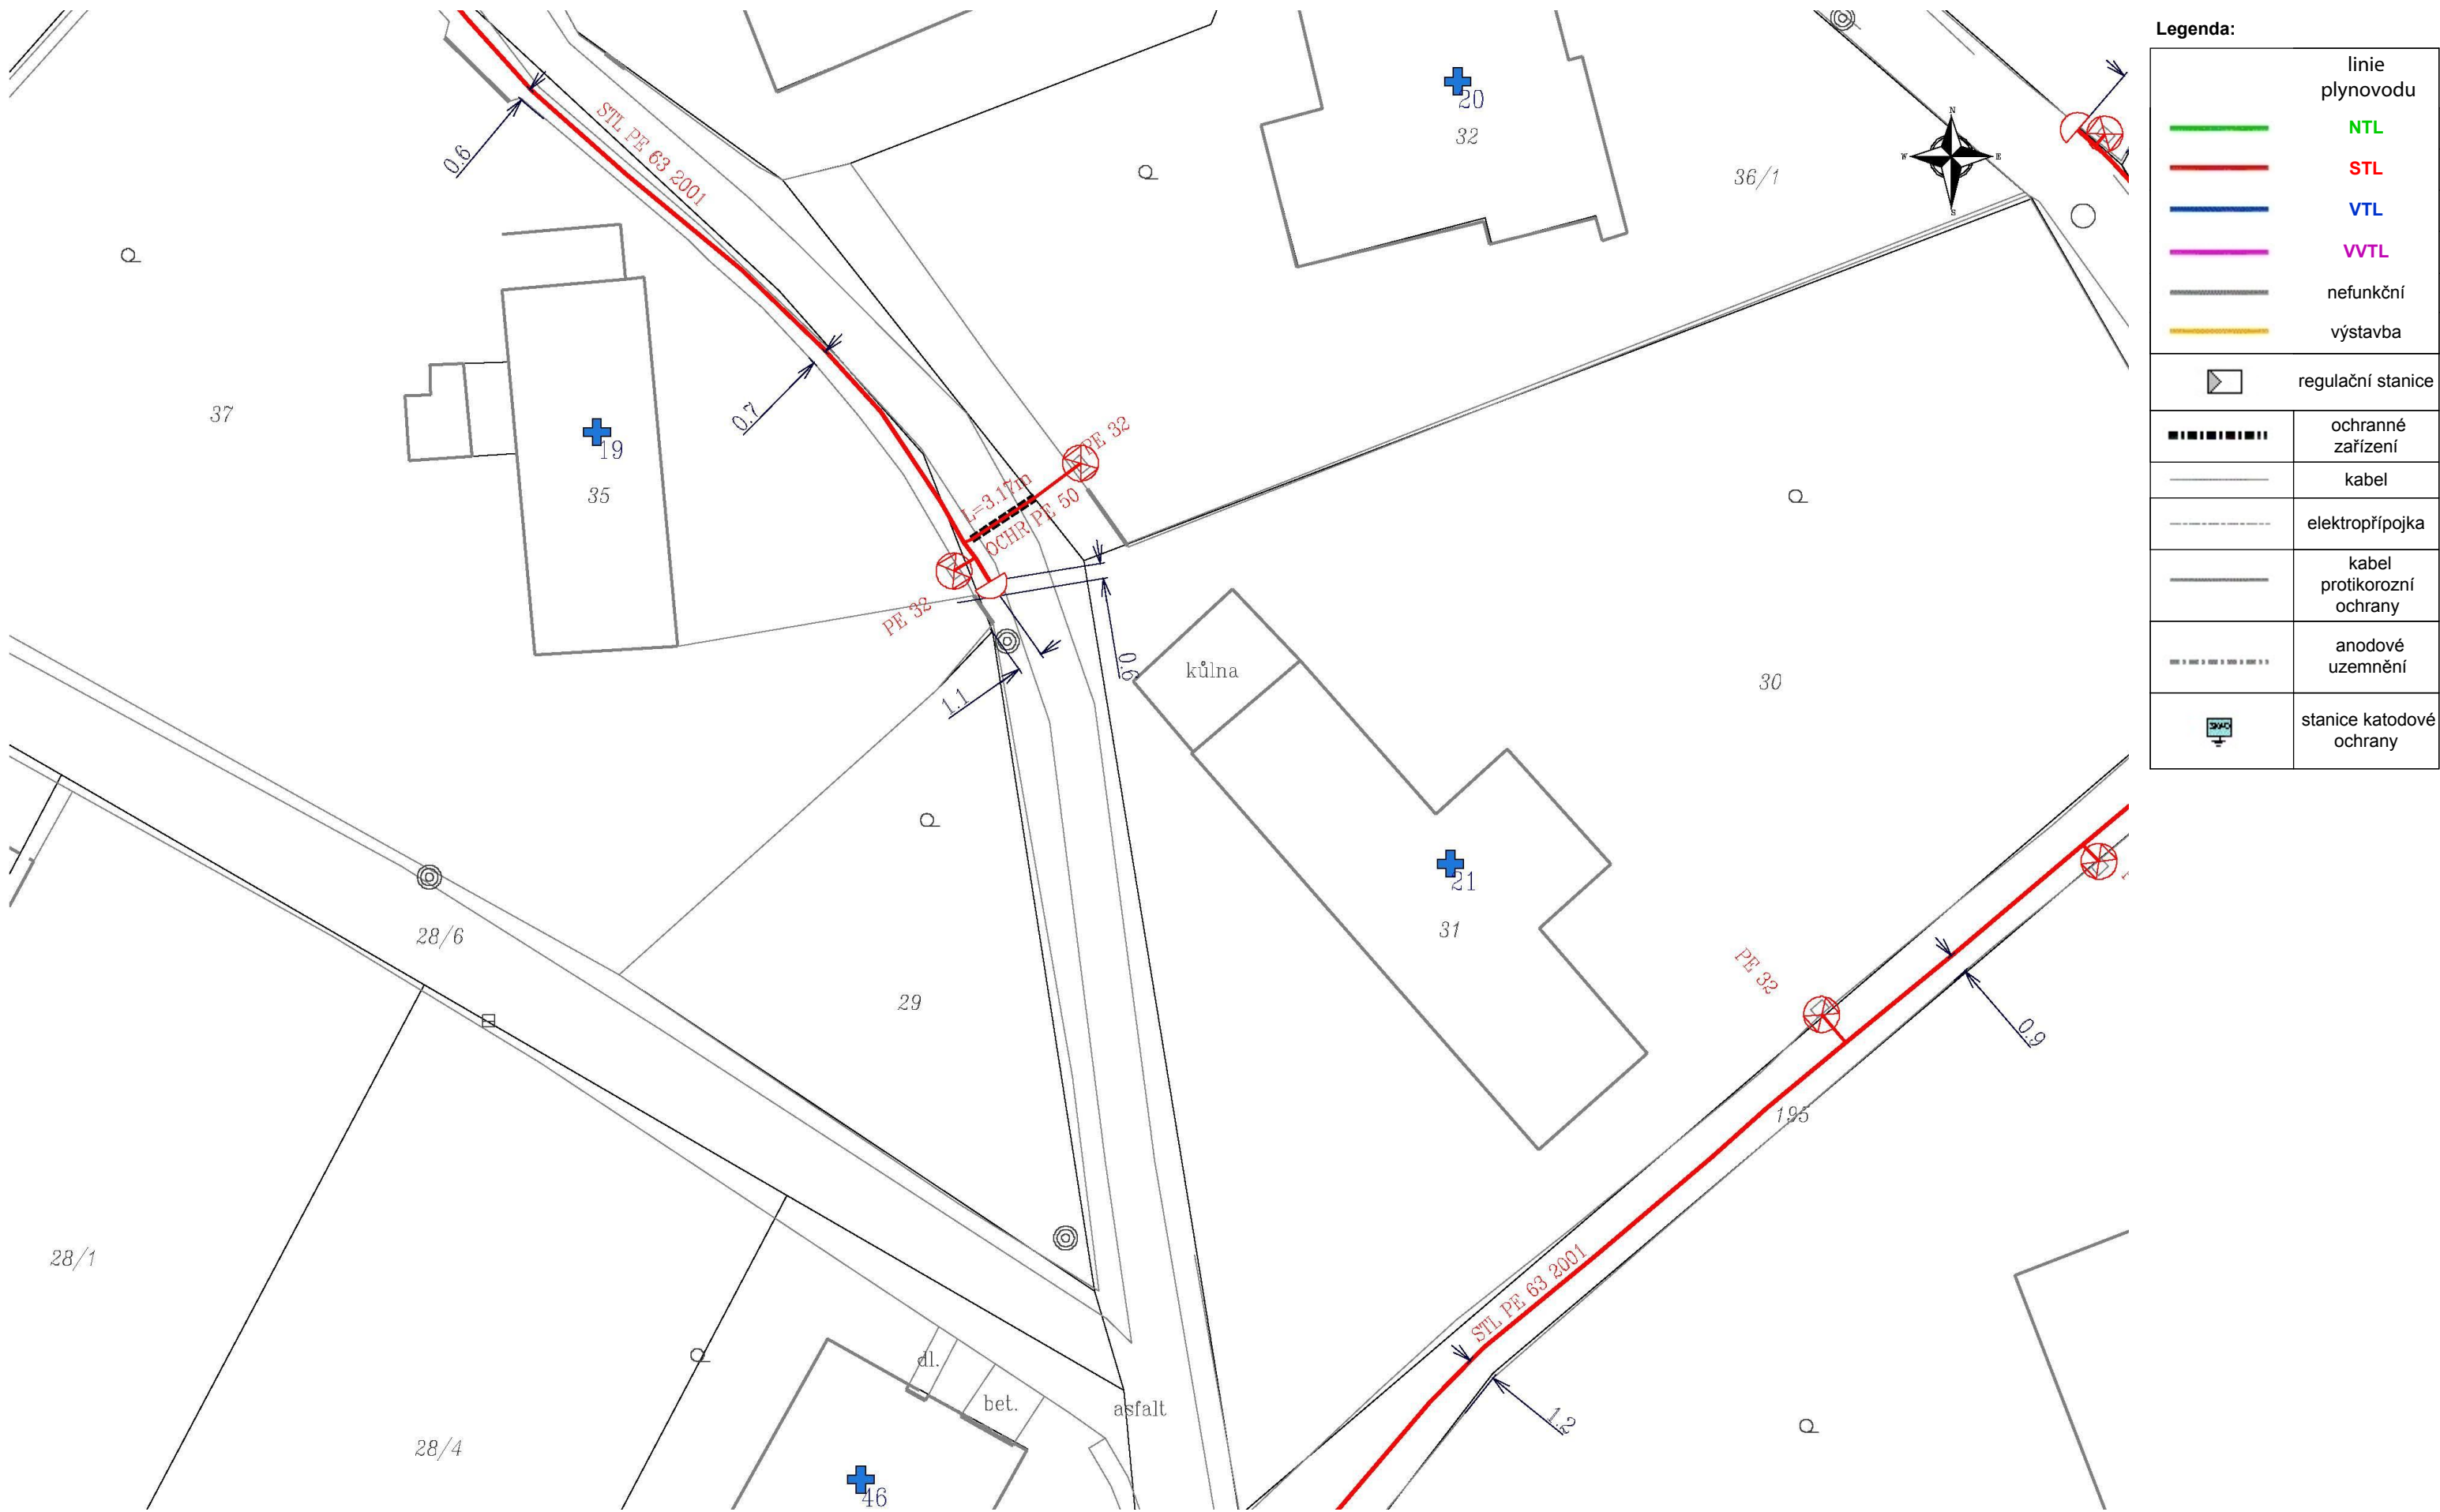 Legenda:
linie
plynovodu
NTL
STL
VTL
VVTL
nefunkční
výstavba
regulační stanice
ochranné
zařízení
kabel
elektropřípojka
kabel
protikorozní
ochrany
anodové
uzemnění
stanice katodové
ochrany
N
W
E
S
20
32
36/1
STL PE 63 2001
0.6
0.7
37
19
35
PE 32
L=3.17m
OCHR PE 50
PE 32
0.6
1.1
kůlna
30
21
31
28/6
29
PE 32
0.9
195
STL PE 63 2001
1.2
28/1
28/4
dl.
bet.
asfalt
46